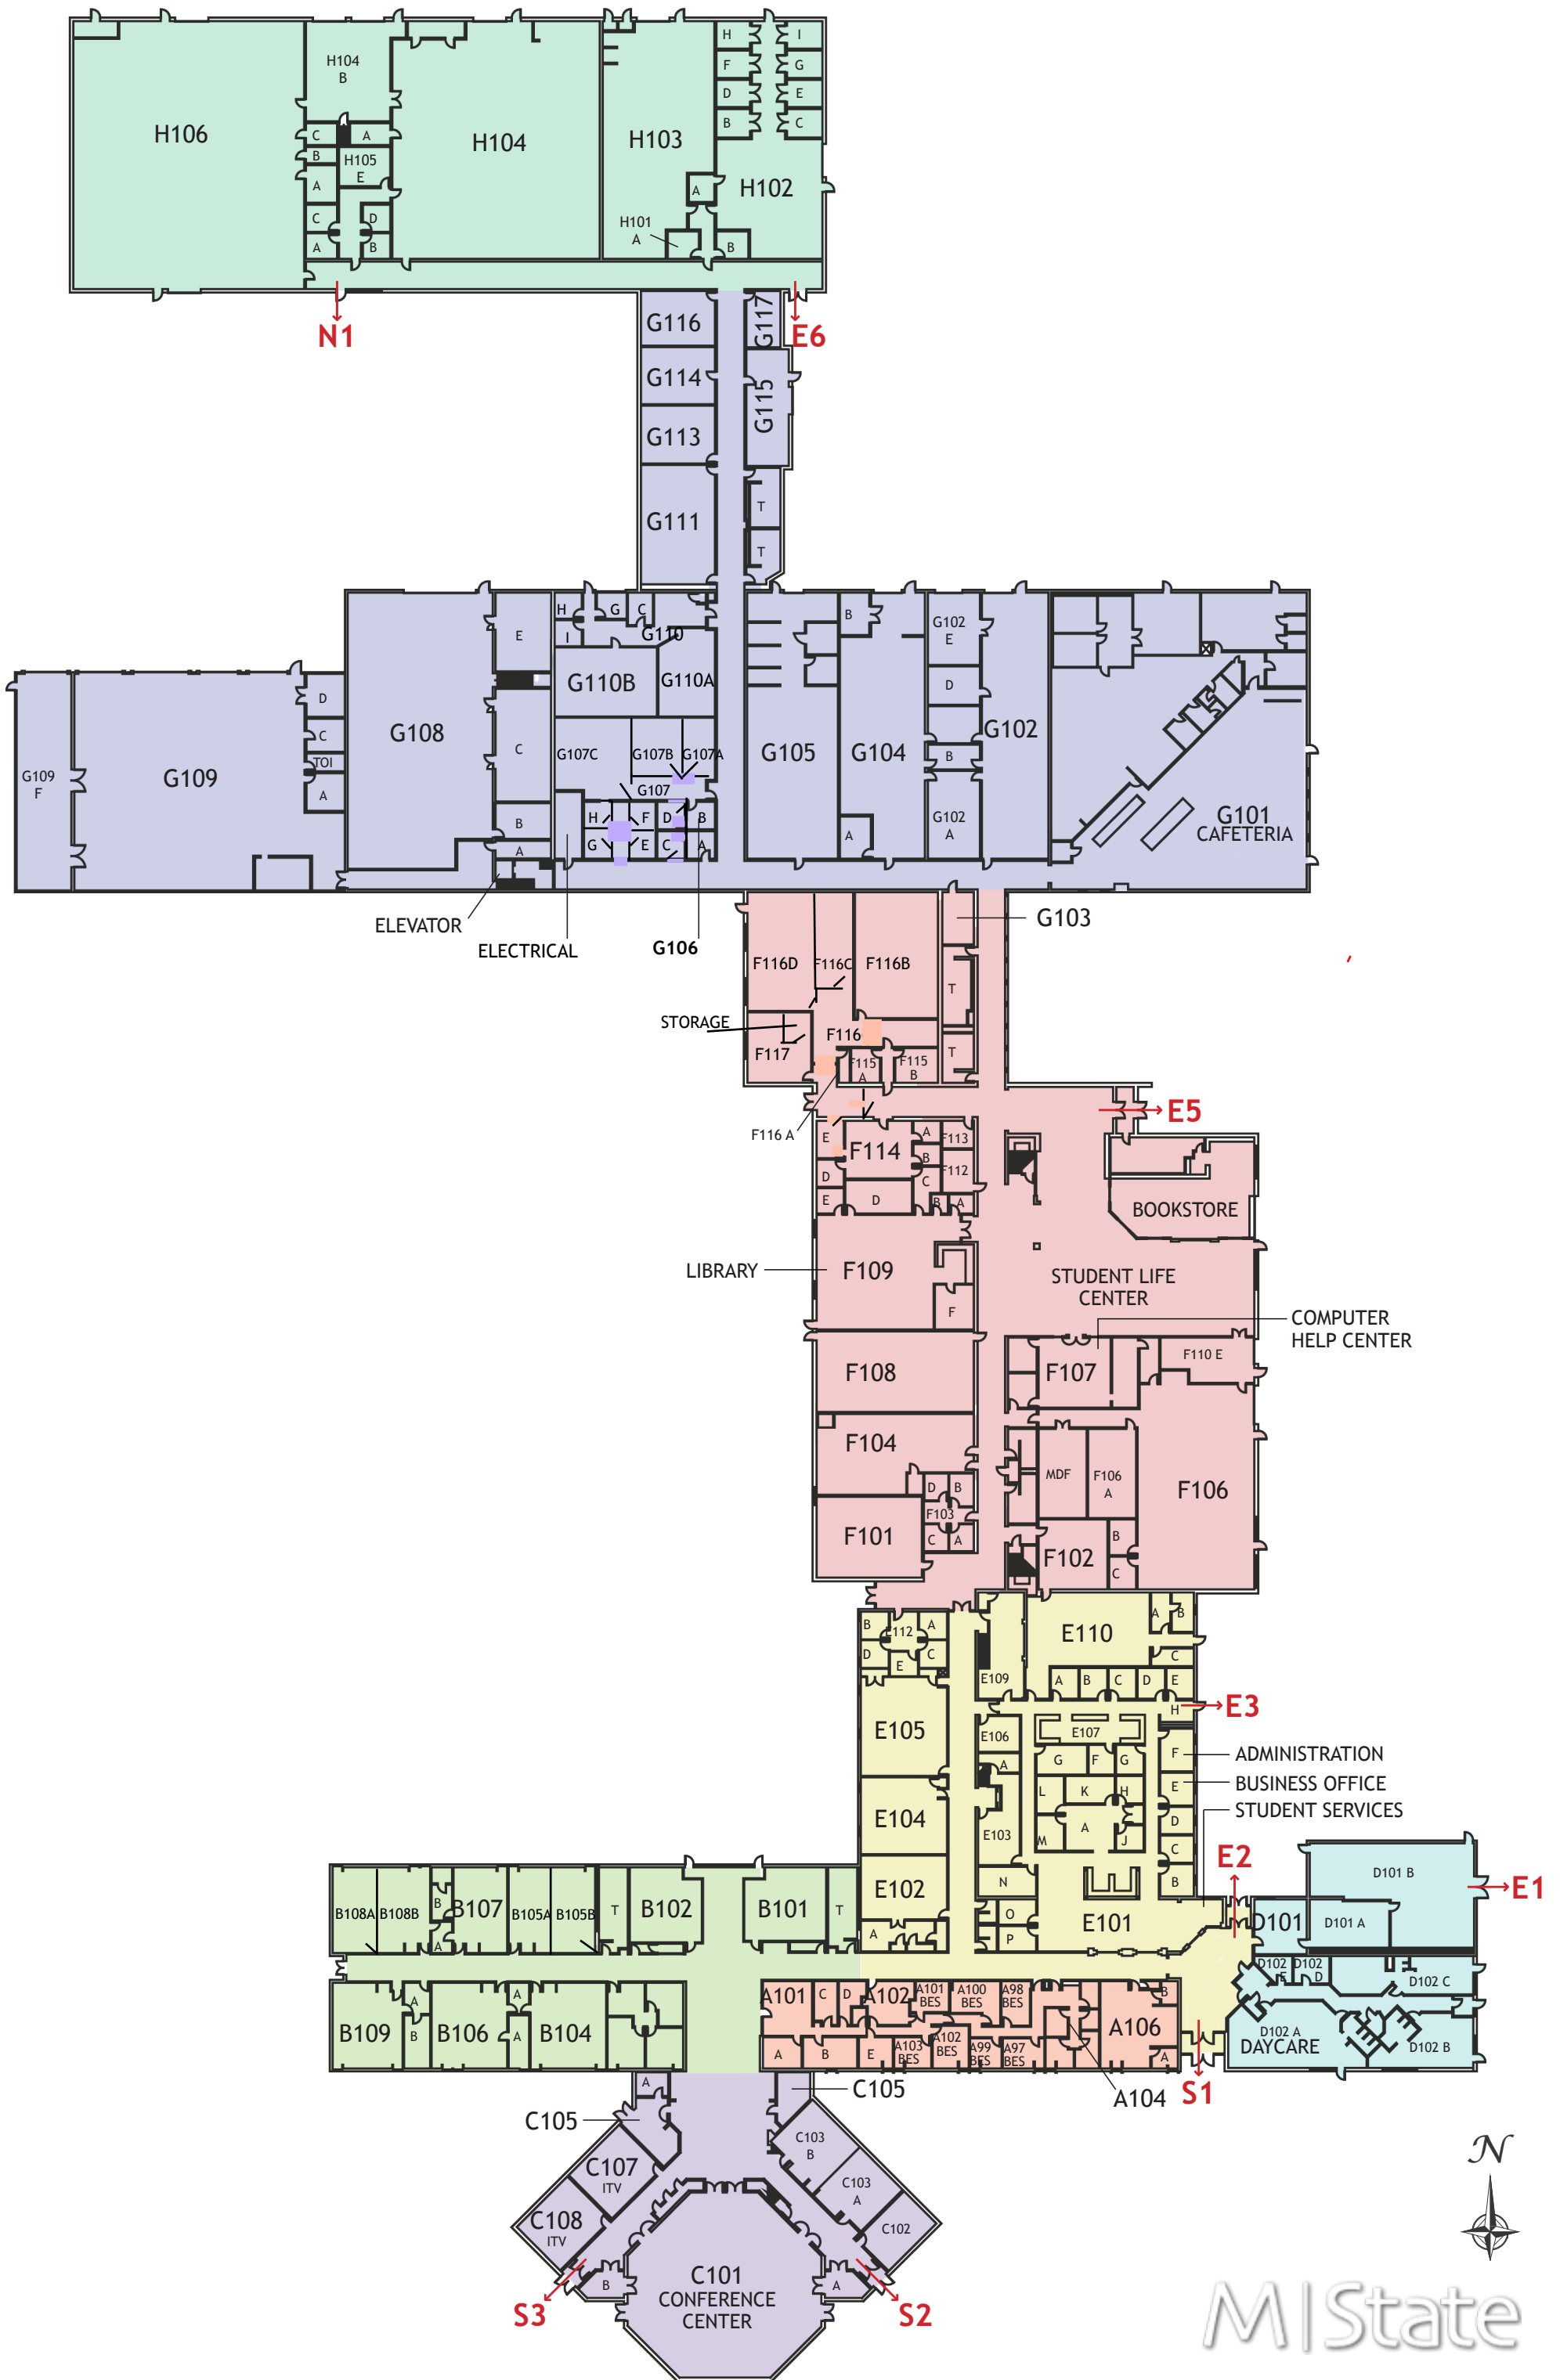 H104
B
H106
H104
H103
H102
H
I
F
G
D
E
B
C
C
A
B
H105
E
A
C
D
A
B
A
H101
A
B
N1
E6
G116
G117
G114
G115
G113
G111
T
T
G109
F
G109
D
C
TOI
A
G108
E
C
B
A
H
G
C
I
G110
G110B
G110A
G107C
G107B
G107A
G107
H
F
D
B
G
E
C
A
G105
B
G104
A
G102
E
D
G102
B
G102
A
G101
CAFETERIA
ELEVATOR
ELECTRICAL
G106
G103
F116D
F116C
F116B
T
STORAGE
F116
F117
F115
A
F115
B
T
F116 A
E5
E
F114
A
F113
B
F112
D
C
E
D
B
A
BOOKSTORE
LIBRARY
F109
F
STUDENT LIFE
CENTER
COMPUTER
HELP CENTER
F108
F107
F110 E
F104
MDF
F106
A
F106
D
B
F103
C
A
F101
F102
B
C
B
E112
A
D
E
C
E109
E110
A
B
C
A
B
C
D
E
H
E3
E105
E106
E107
A
G
F
G
F
ADMINISTRATION
L
K
H
E
BUSINESS OFFICE
E104
E103
M
A
J
D
STUDENT SERVICES
C
B
N
E102
A
O
P
E101
E2
D101 B
E1
D101
D101 A
B108A
B108B
B
A
B107
B105A
B105B
T
B102
B101
T
D102
E
D102
D
D102 C
D102 A
DAYCARE
D102 B
B109
A
B
B106
A
A
B104
A101
C
D
A102
A101
BES
A100
BES
A98
BES
A
B
E
A103
BES
A102
BES
A99
BES
A97
BES
A106
B
A
A104
S1
A
C105
C105
C107
ITV
C108
ITV
C103
B
C103
A
C102
B
A
C101
CONFERENCE
CENTER
S3
S2
N
M|State